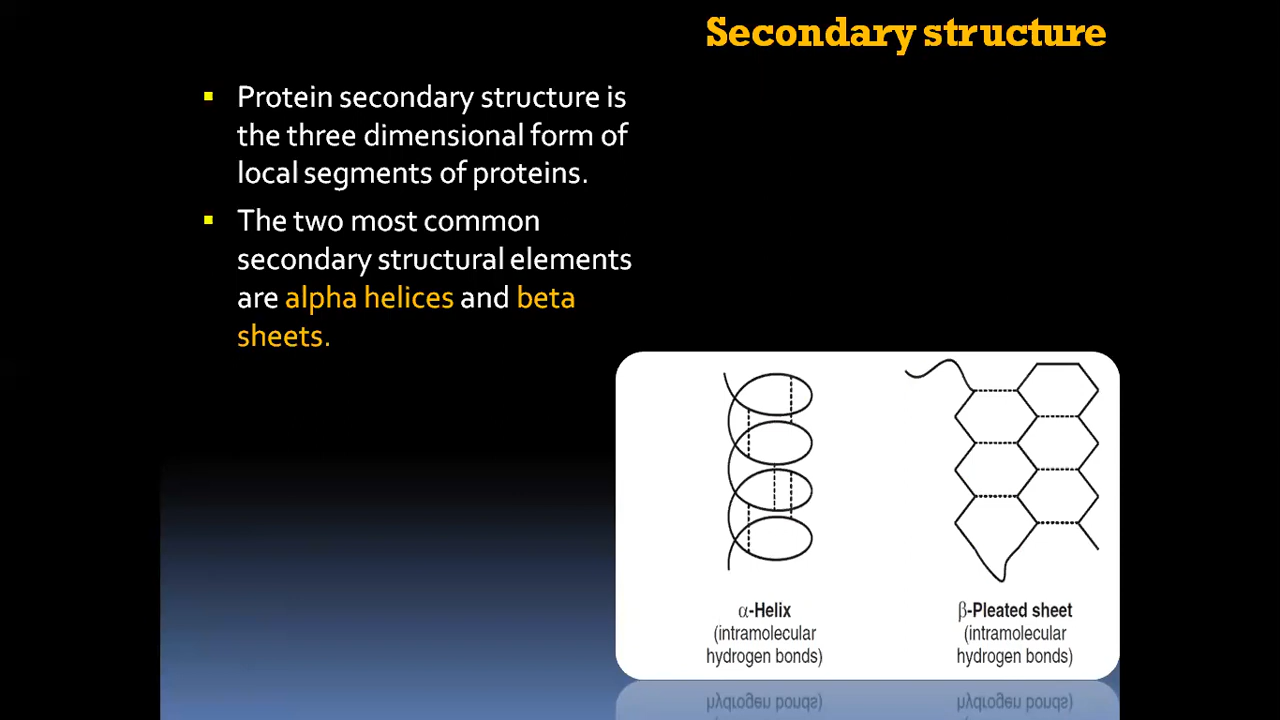 Secondary structure
▪ Protein secondary structure is
the three dimensional form of
local segments of proteins.
▪ The two most common
secondary structural elements
are alpha helices and beta
sheets.
α-Helix
(intramolecular
hydrogen bonds)
β-Pleated sheet
(intramolecular
hydrogen bonds)